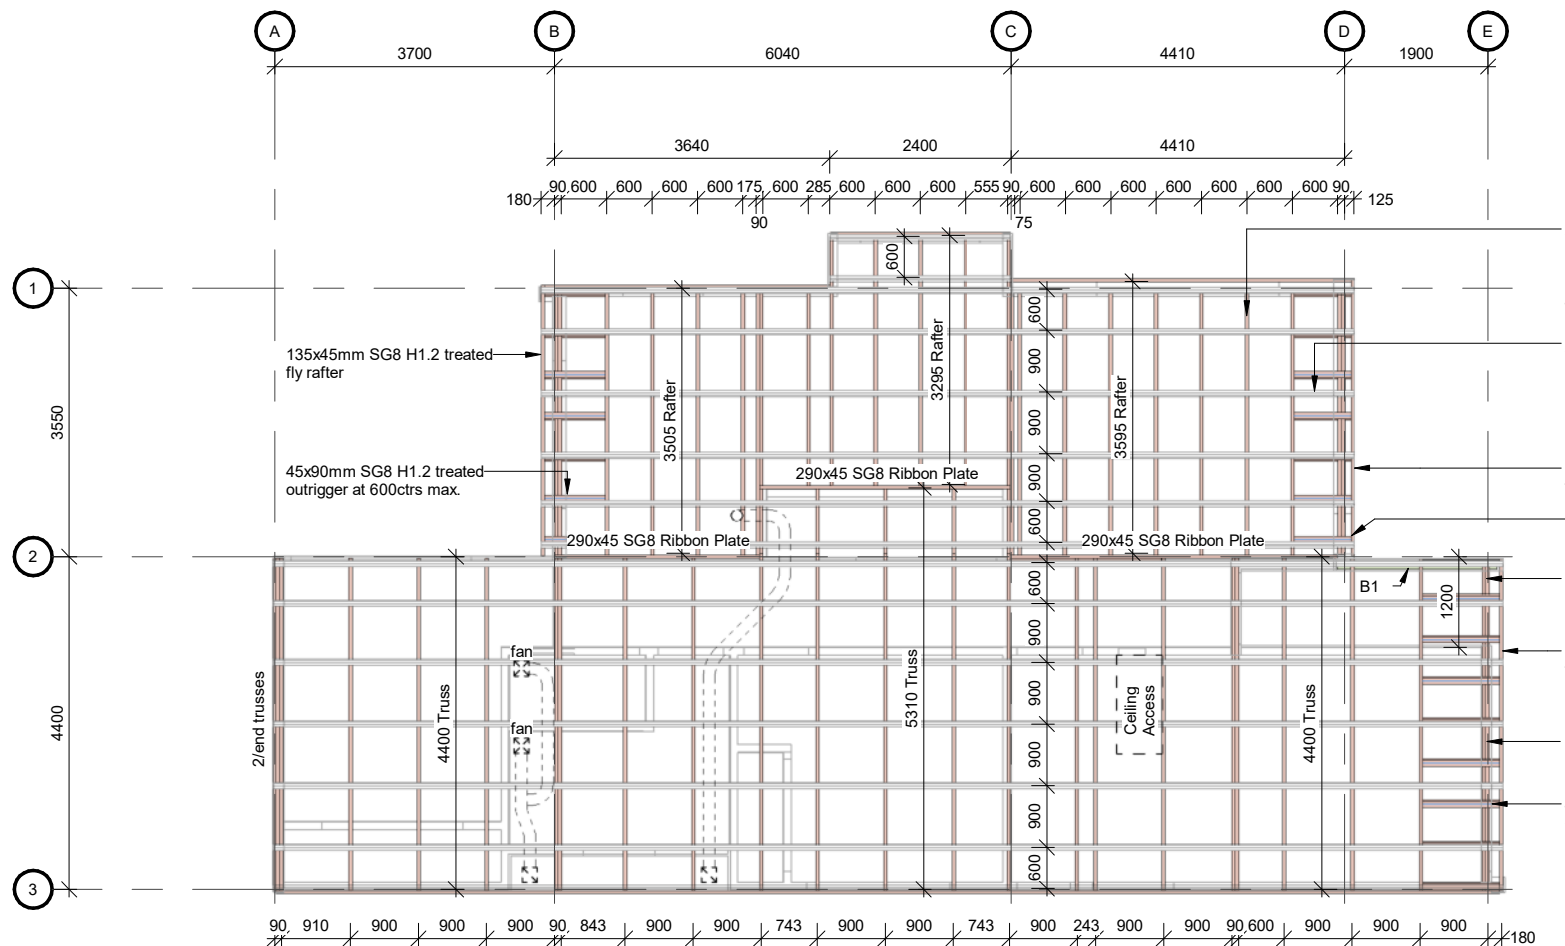 A
B
C
D
E
3700
6040
4410
1900
3640
2400
4410
90 600 600 600 600 175 600 285 600 600 600 555 90 600 600 600 600 600 600 600 90
180
90
75
125
1
600
600
3295 Rafter
135x45mm SG8 H1.2 treated
fly rafter
900
3550
3505 Rafter
3595 Rafter
900
45x90mm SG8 H1.2 treated
outrigger at 600ctrs max.
290x45 SG8 Ribbon Plate
900
600
290x45 SG8 Ribbon Plate
290x45 SG8 Ribbon Plate
2
600
B1
1200
900
fan
2/end trusses
4400 Truss
5310 Truss
900
Ceiling
Access
4400 Truss
fan
4400
900
900
600
3
90 910 900 900 900 90 843 900 900 743 900 900 743 900 243 900 900 90 600 900 900 900
180